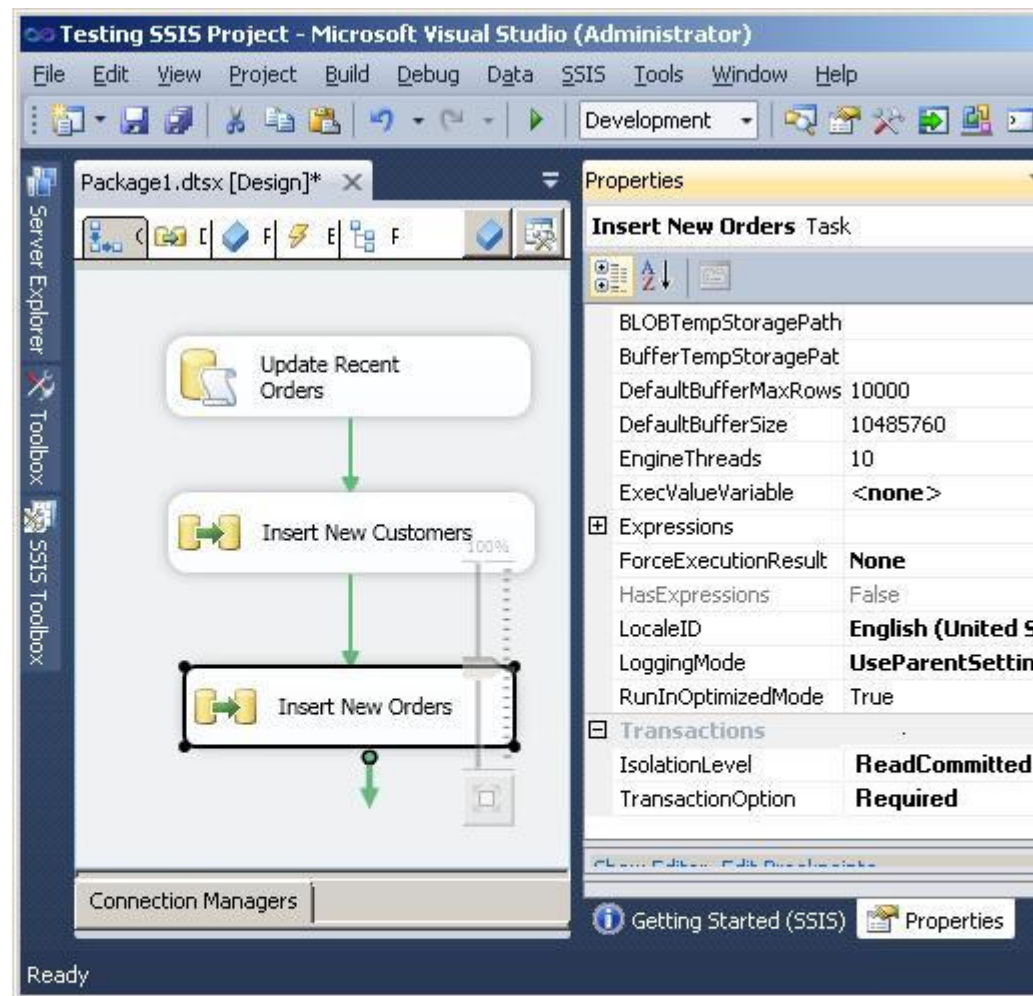 Testing SSIS Project - Microsoft Visual Studio (Administrator)
File Edit View Project Build Debug Data SSIS Tools Window Help
Development
Server Explorer
Toolbox
SSIS Toolbox
Package1.dtsx [Design]*
C D F E F
Update Recent
Orders
Insert New Customers
100%
Insert New Orders
Connection Managers
Properties
Insert New Orders Task
BLOBTempStoragePath
BufferTempStoragePat
DefaultBufferMaxRows 10000
DefaultBufferSize 10485760
EngineThreads 10
ExecValueVariable <none>
Expressions
ForceExecutionResult None
HasExpressions False
LocaleID English (United S
LoggingMode UseParentSettin
RunInOptimizedMode True
Transactions
IsolationLevel ReadCommitted
TransactionOption Required
Show Editor, Edit Breakpoints
Getting Started (SSIS) Properties
Ready